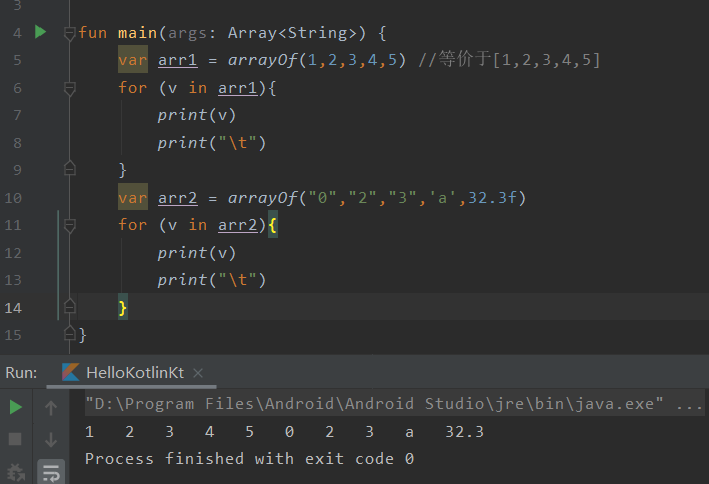 3
4 fun main(args: Array<String>) {
5 var arr1 = arrayOf(1,2,3,4,5) //等价于[1,2,3,4,5]
6 for (v in arr1){
7 print(v)
8 print("\t")
9 }
10 var arr2 = arrayOf("0","2","3",'a',32.3f)
11 for (v in arr2){
12 print(v)
13 print("\t")
14 }
15 }
Run: HelloKotlinKt ×
"D:\Program Files\Android\Android Studio\jre\bin\java.exe" ...
1 2 3 4 5 0 2 3 a 32.3
Process finished with exit code 0